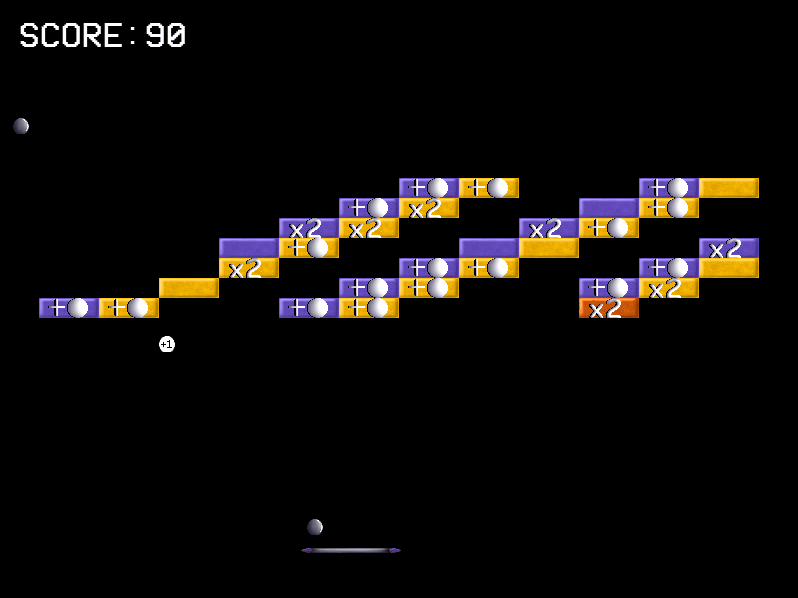 SCORE:90
+ + +
+ x2 +
x2 x2 x2 +
+ x2
x2 + + +
+ + + x2
+ + + + x2
+1